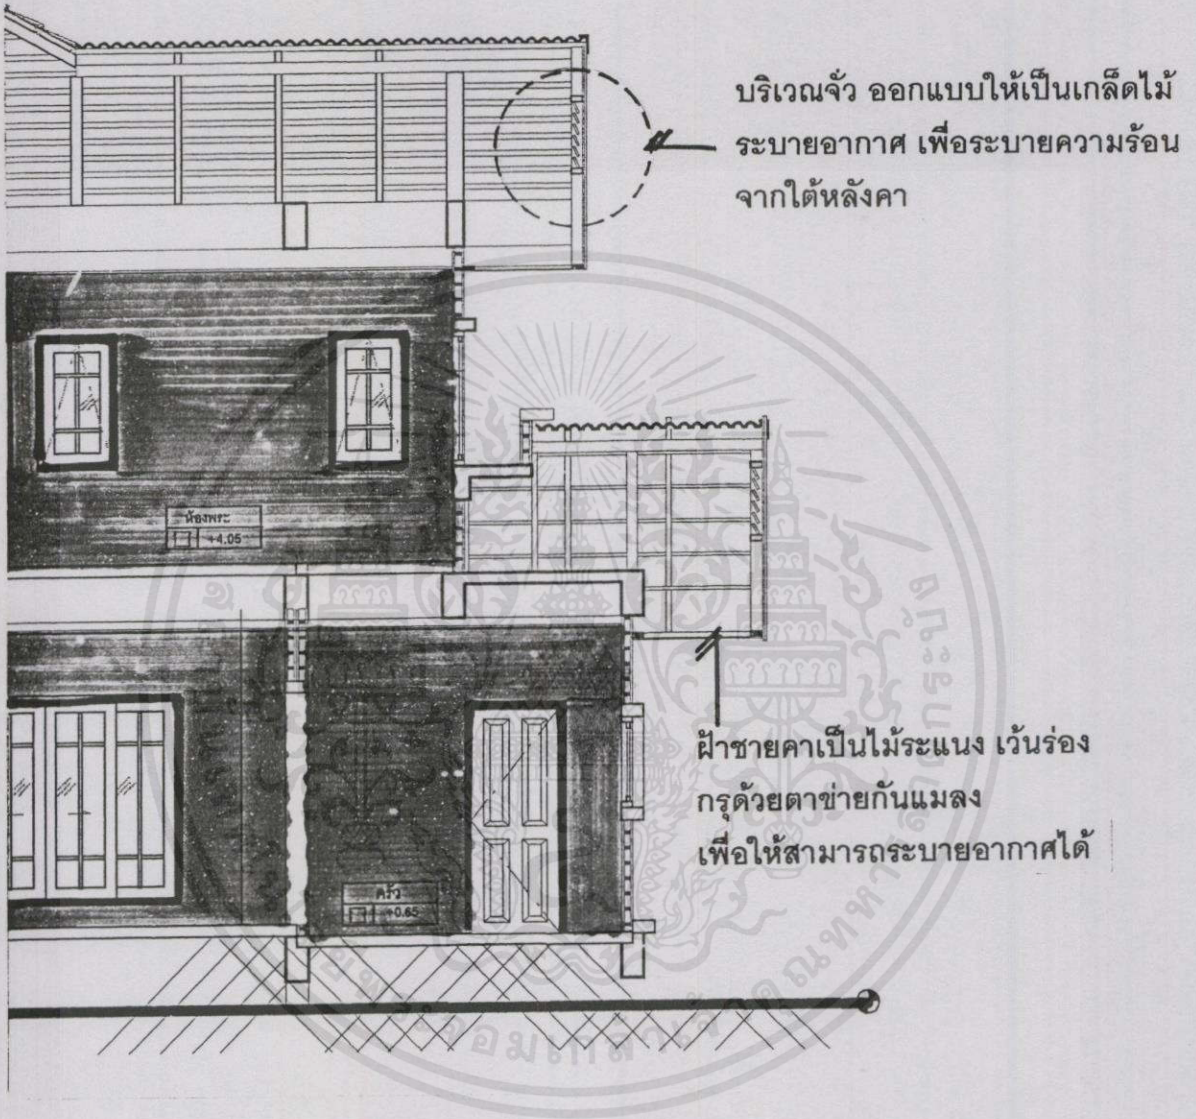 บริเวณจั่ว ออกแบบให้เป็นเกล็ดไม้
ระบายอากาศ เพื่อระบายความร้อน
จากใต้หลังคา
ห้องพระ
+4.05
ฝ้าชายคาเป็นไม้ระแนง เว้นร่อง
กรุด้วยตาข่ายกันแมลง
เพื่อให้สามารถระบายอากาศได้
ครัว
+0.65